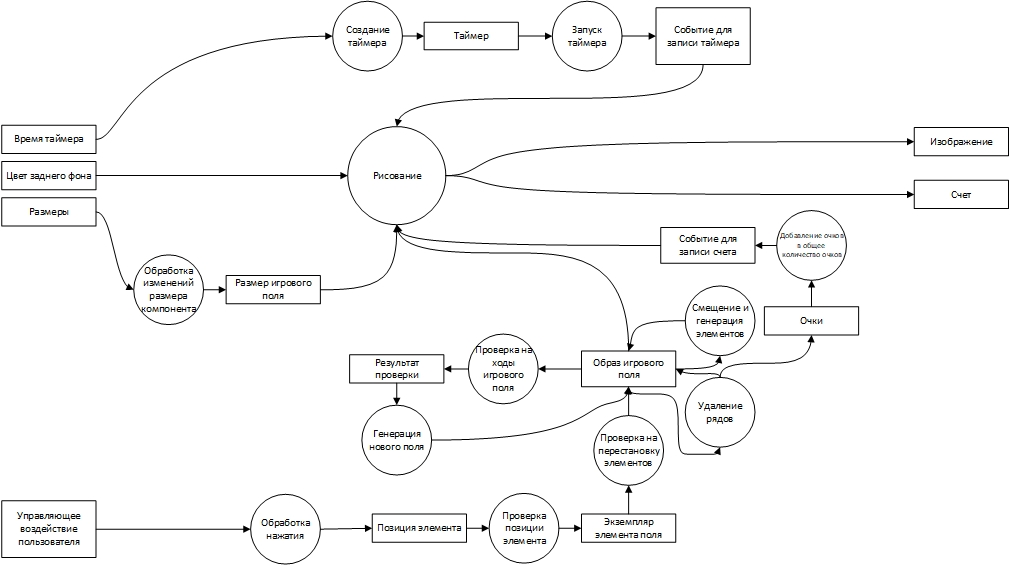 Создание
таймера
Таймер
Запуск
таймера
Событие для
записи таймера
Время таймера
Цвет заднего фона
Размеры
Рисование
Изображение
Счет
Обработка
изменений
размера
компонента
Размер игрового
поля
Событие для
записи счета
Добавление очков
в общее
количество очков
Смещение и
генерация
элементов
Очки
Результат
проверки
Проверка на
ходы
игрового
поля
Образ игрового
поля
Удаление
рядов
Генерация
нового поля
Проверка на
перестановку
элементов
Управляющее
воздействие
пользователя
Обработка
нажатия
Позиция элемента
Проверка
позиции
элемента
Экземпляр
элемента поля